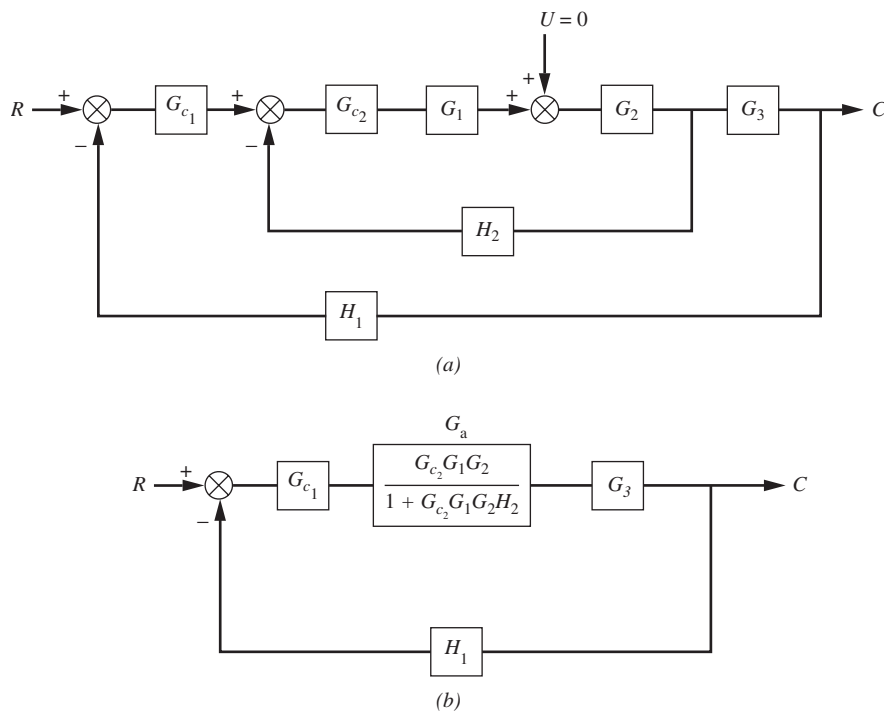 U = 0
+
R + − G_{c_1} + − G_{c_2} G_1 + G_2 G_3 C
H_2
H_1
(a)
G_a
R + − G_{c_1} \frac{G_{c_2}G_1G_2}{1 + G_{c_2}G_1G_2H_2} G_3 C
H_1
(b)